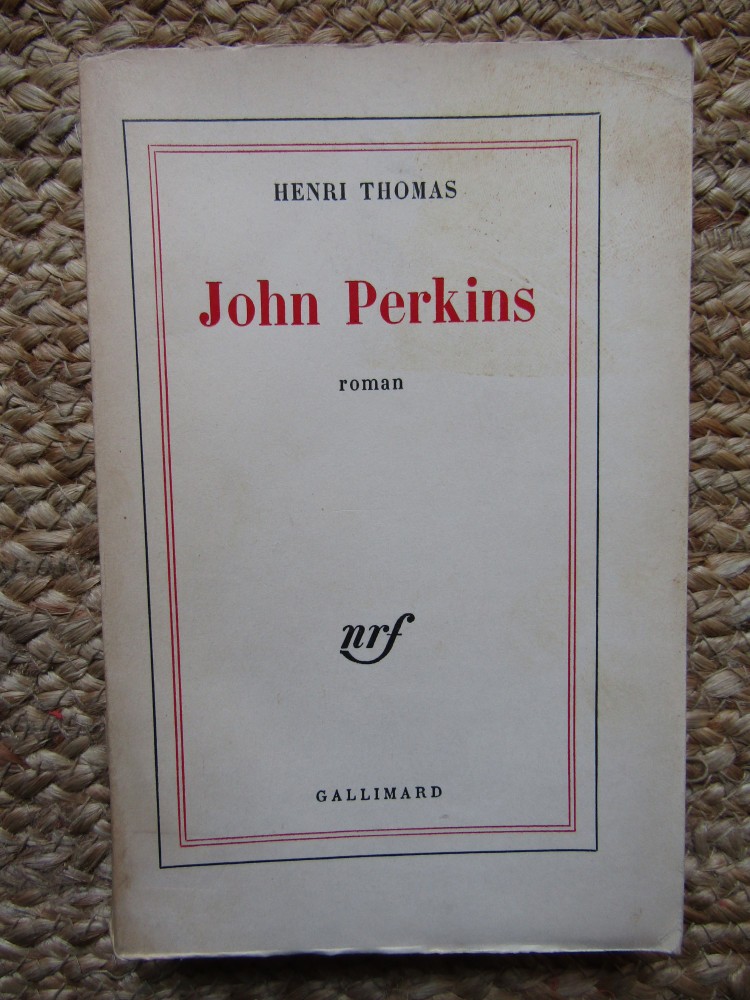 HENRI THOMAS
John Perkins
roman
nrf
GALLIMARD